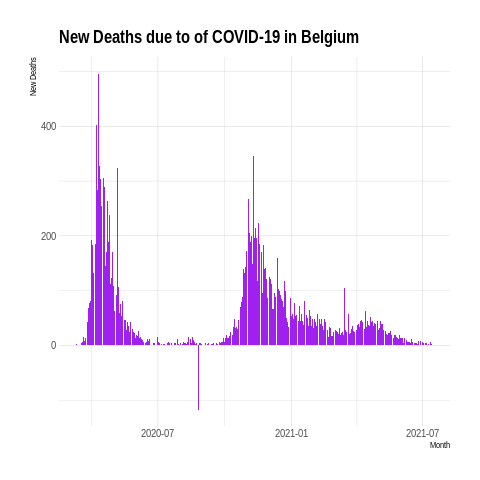 New Deaths due to of COVID-19 in Belgium
New Deaths
400
200
0
2020-07
2021-01
2021-07
Month